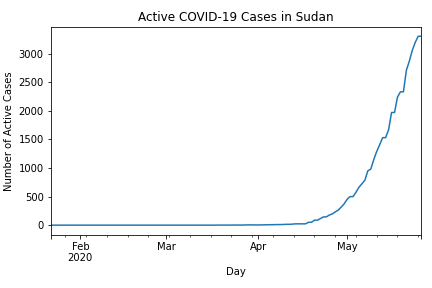 Active COVID-19 Cases in Sudan
Number of Active Cases
3000
2500
2000
1500
1000
500
0
Feb
2020
Mar
Apr
May
Day